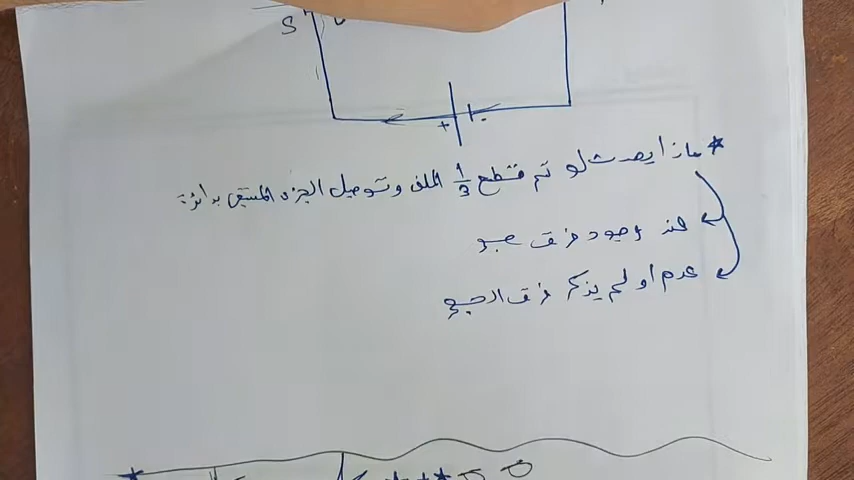 S
+ -
* ماذا يحدث لو تم قطع 1/3 الملف وتوصيل الجزء المتبقي بدائرة
عند وجود فرق جهد
عدم او لم يذكر فرق الجهد